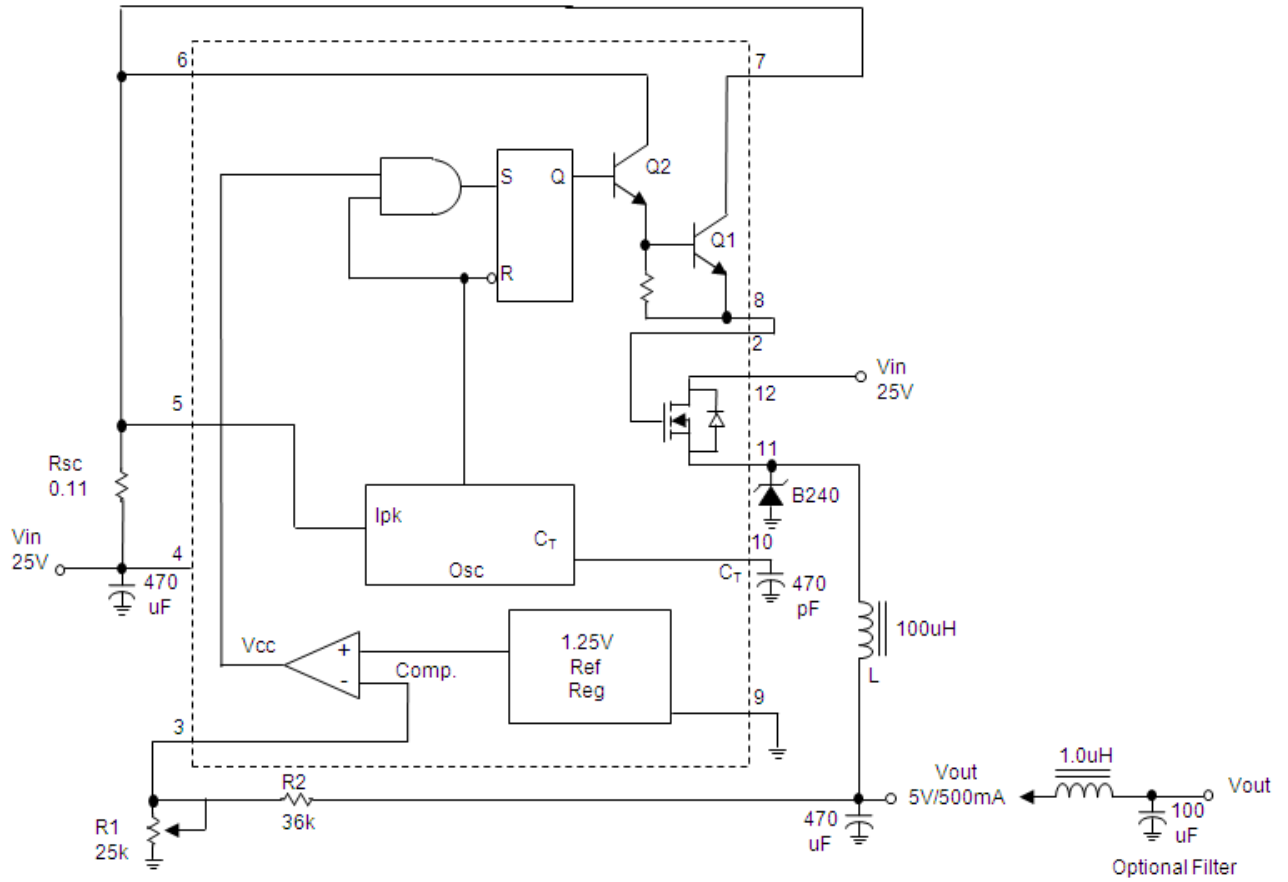 6
7
S
Q
Q2
Q1
R
8
2
Vin
25V
12
5
11
Rsc
0.11
Ipk
B240
CT
10
Vin
25V
4
Osc
CT
470
uF
470
pF
1.25V
Ref
Reg
100uH
Vcc
+
-
Comp.
L
9
3
1.0uH
R2
Vout
5V/500mA
Vout
R1
25k
36k
470
uF
100
uF
Optional Filter